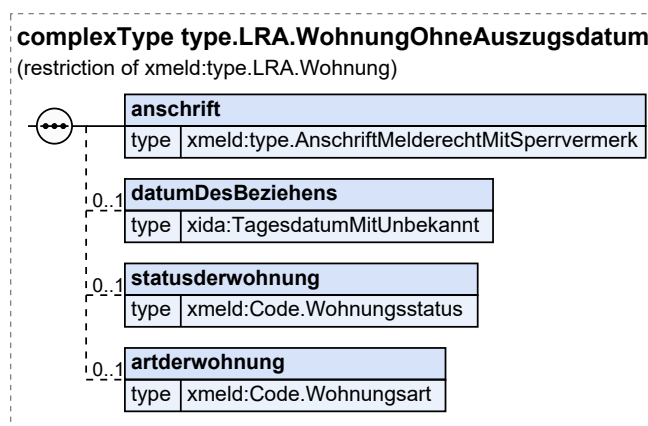 complexType type.LRA.WohnungOhneAuszugsdatum
(restriction of xmeld:type.LRA.Wohnung)
anschrift
type xmeld:type.AnschriftMelderechtMitSperrvermerk
0..1 datumDesBeziehens
type xida:TagesdatumMitUnbekannt
0..1 statusderwohnung
type xmeld:Code.Wohnungsstatus
0..1 artderwohnung
type xmeld:Code.Wohnungsart